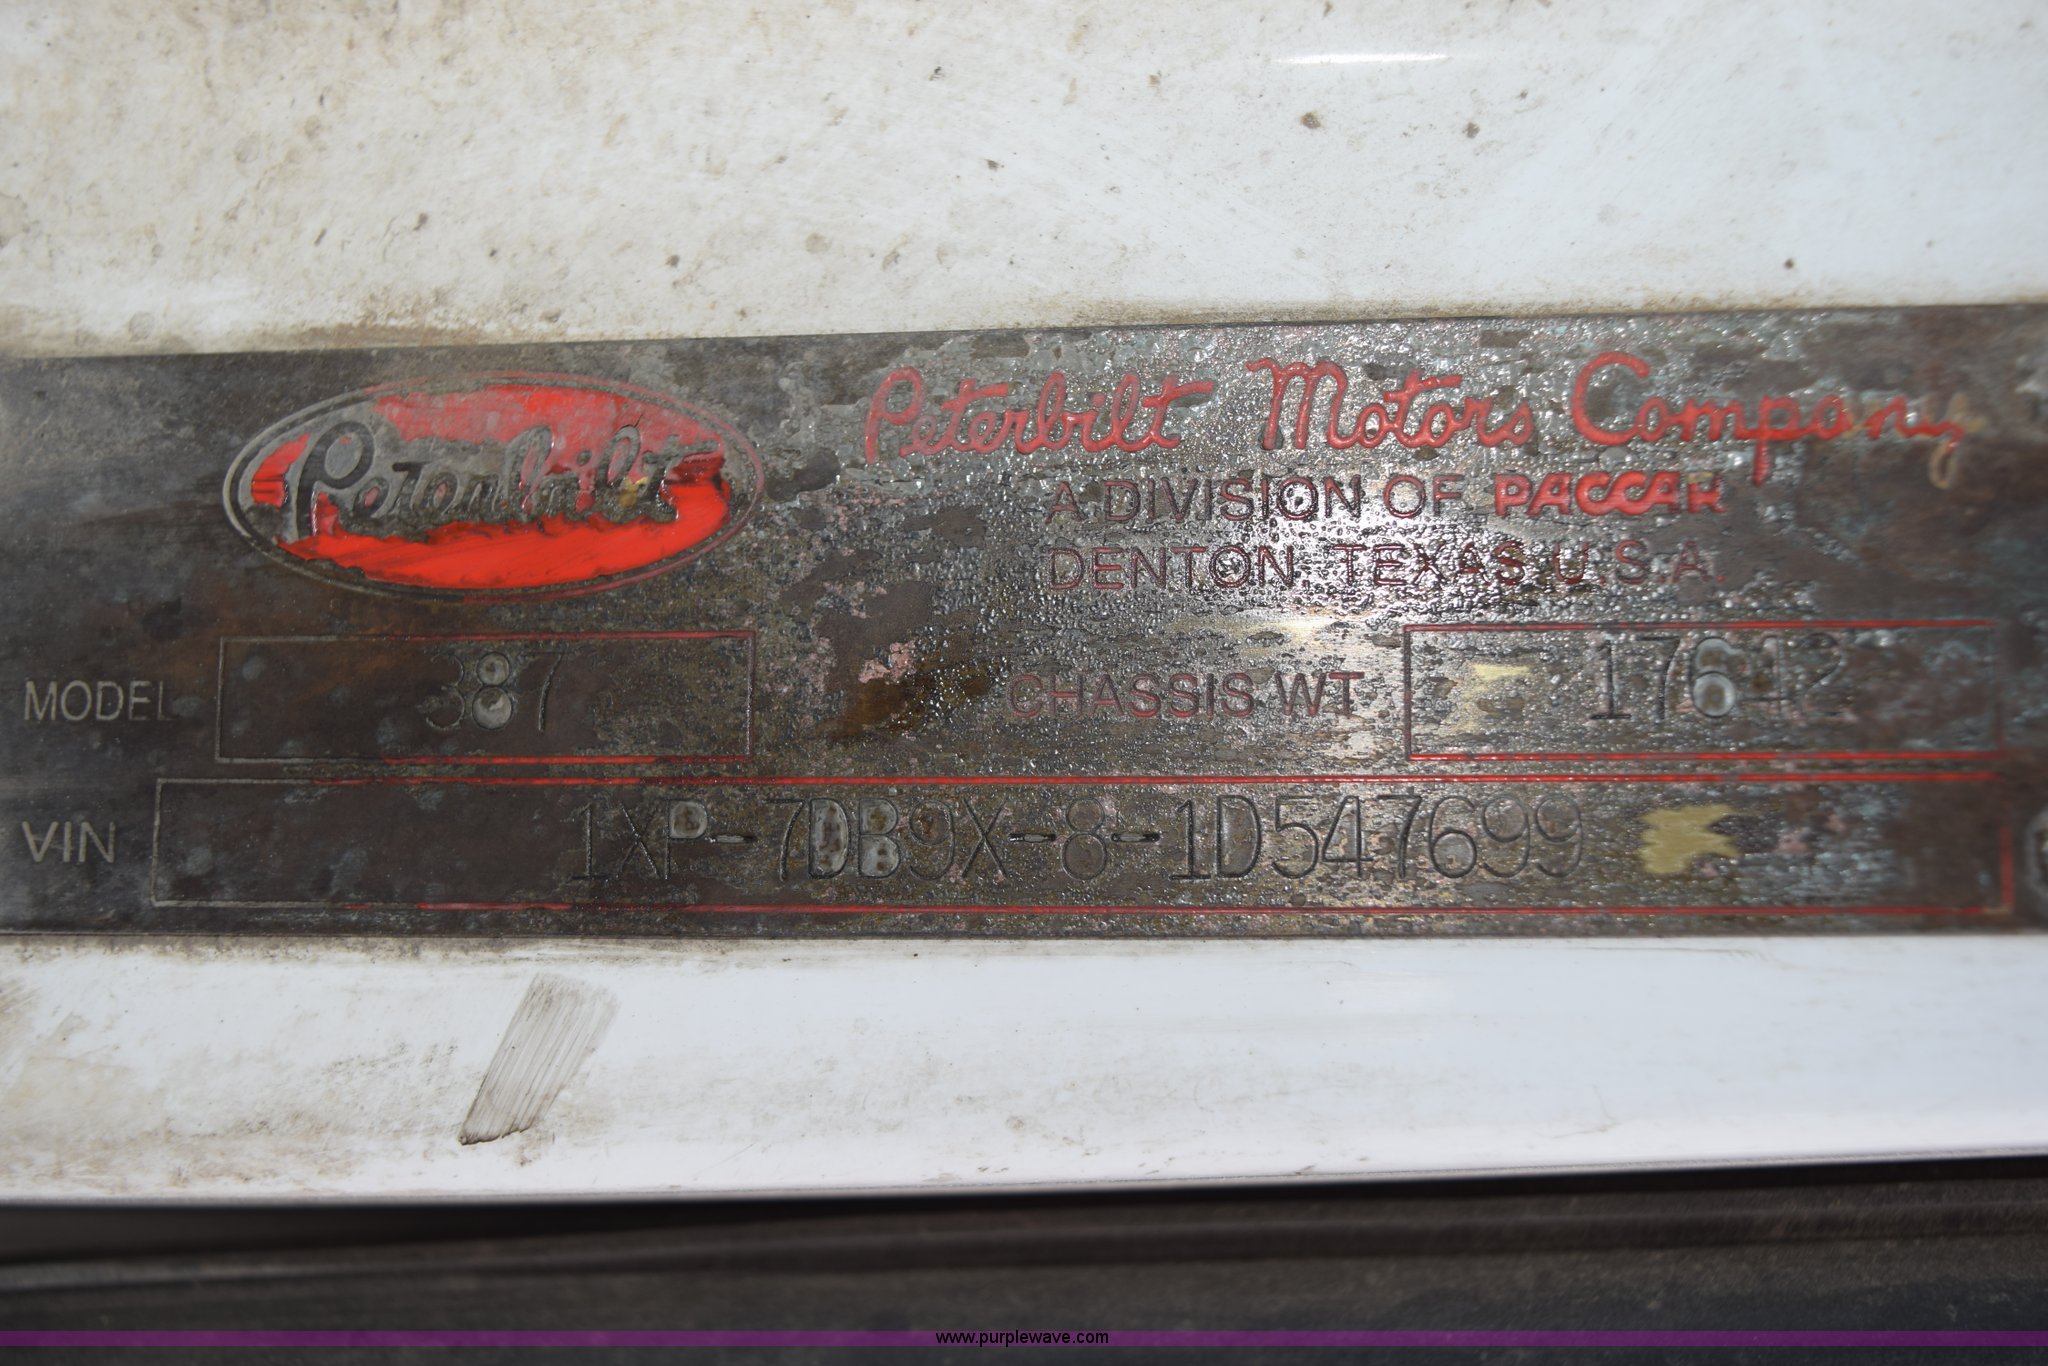 Peterbilt
Peterbilt Motors Company
A DIVISION OF PACCAR
DENTON, TEXAS U.S.A.
MODEL 387 CHASSIS WT 17642
VIN 1XP-7DB9X-8-1D547699
www.purplewave.com